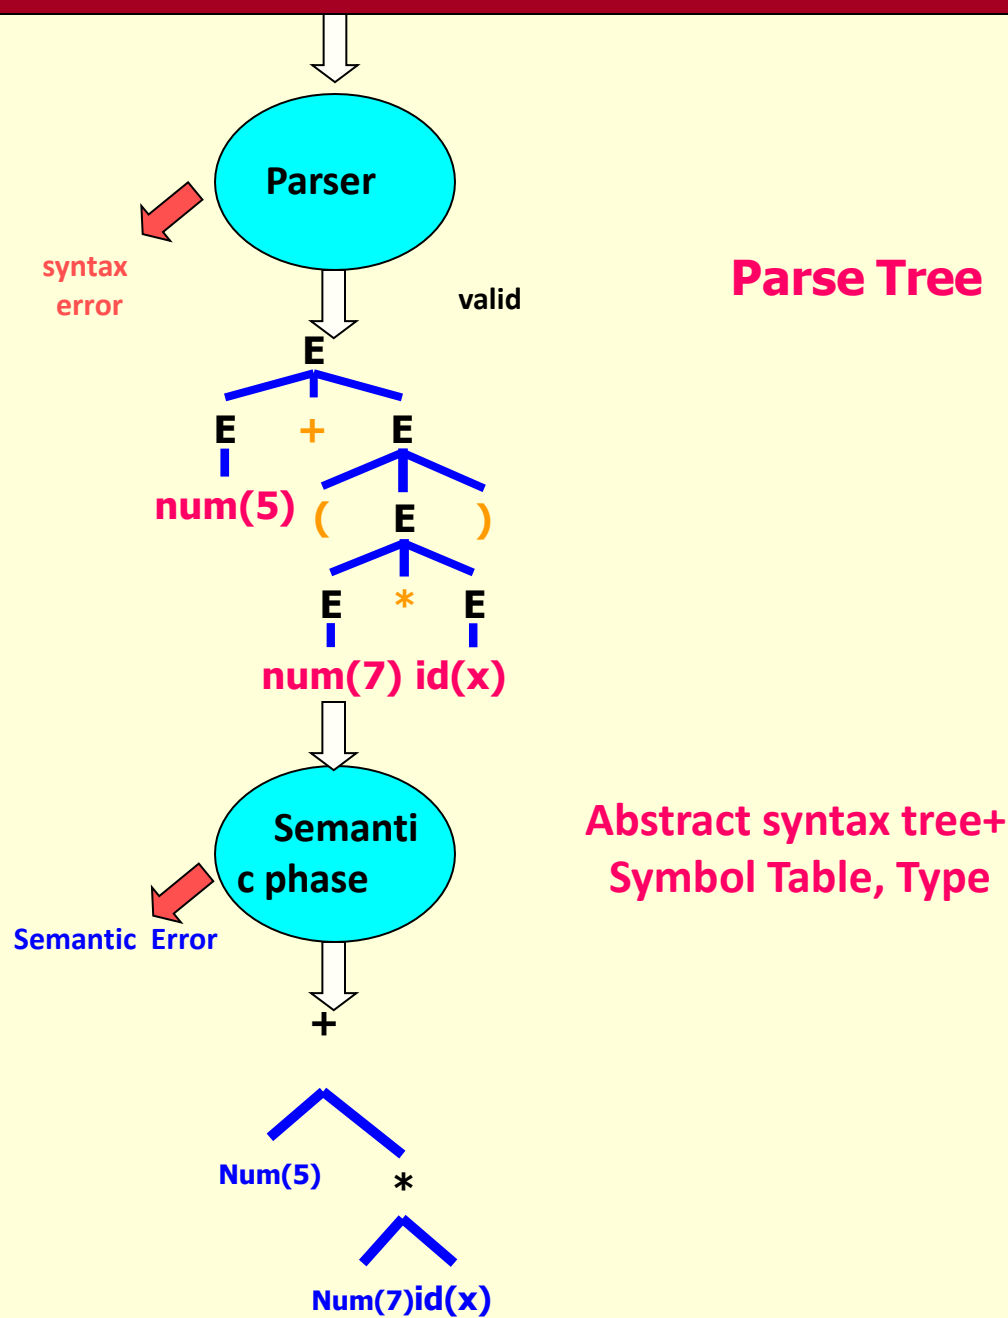 Parser
syntax
error
valid
Parse Tree
E
E + E
num(5) ( E )
E * E
num(7) id(x)
Semanti
c phase
Abstract syntax tree+
Symbol Table, Type
Semantic Error
+
Num(5) *
Num(7)id(x)